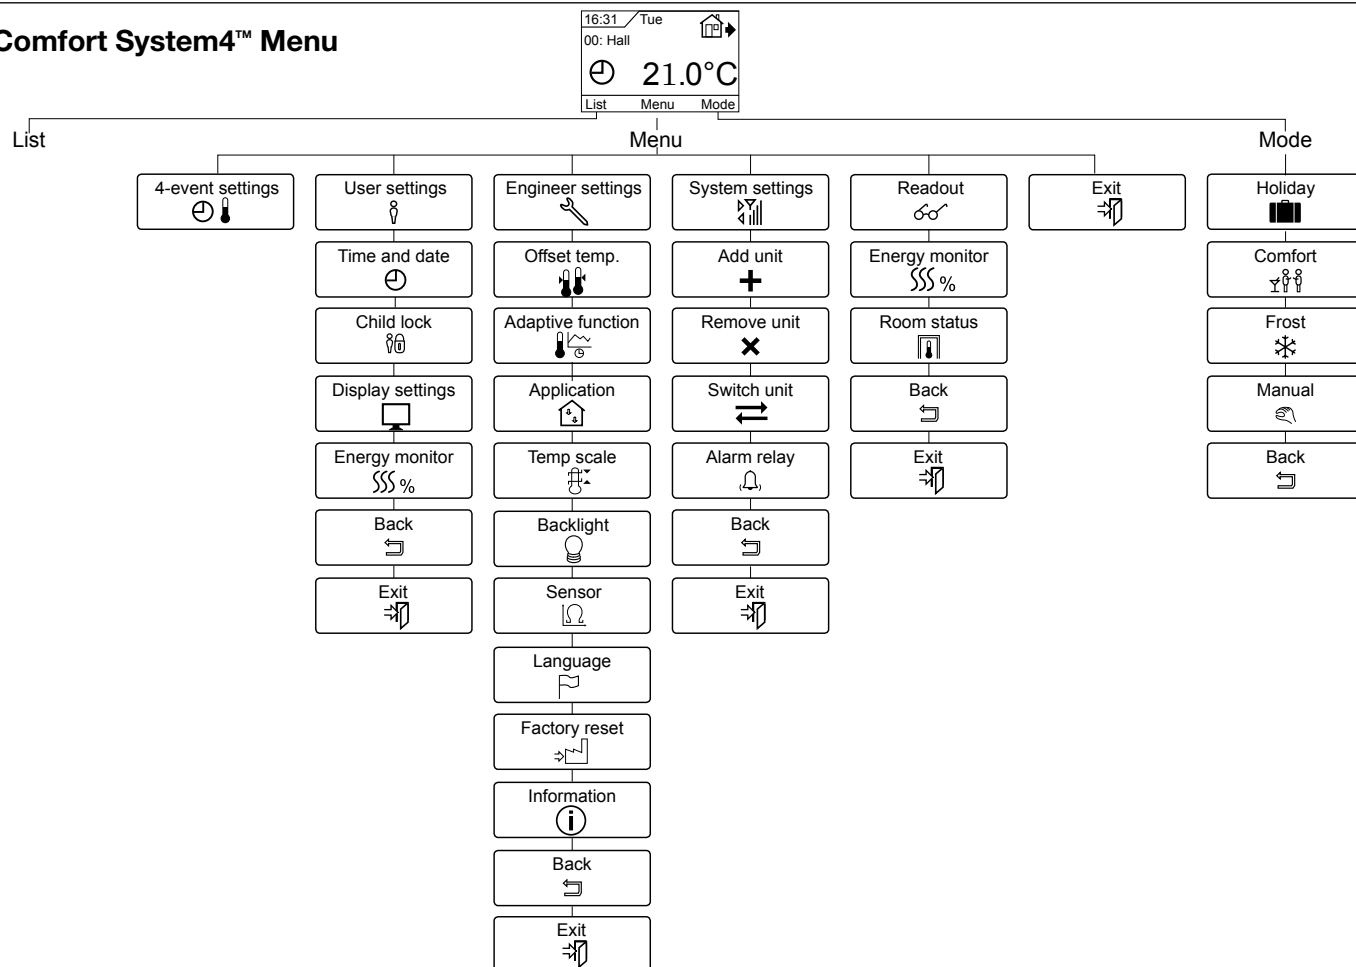 Comfort System4™ Menu
16:31 Tue
00: Hall
21.0°C
List Menu Mode
List Menu Mode
4-event settings
User settings
Time and date
Child lock
Display settings
Energy monitor
%
Back
Exit
Engineer settings
Offset temp.
Adaptive function
Application
Temp scale
Backlight
Sensor
Ω
Language
Factory reset
Information
i
Back
Exit
System settings
Add unit
Remove unit
Switch unit
Alarm relay
Back
Exit
Readout
Energy monitor
%
Room status
Back
Exit
Exit
Holiday
Comfort
Frost
Manual
Back